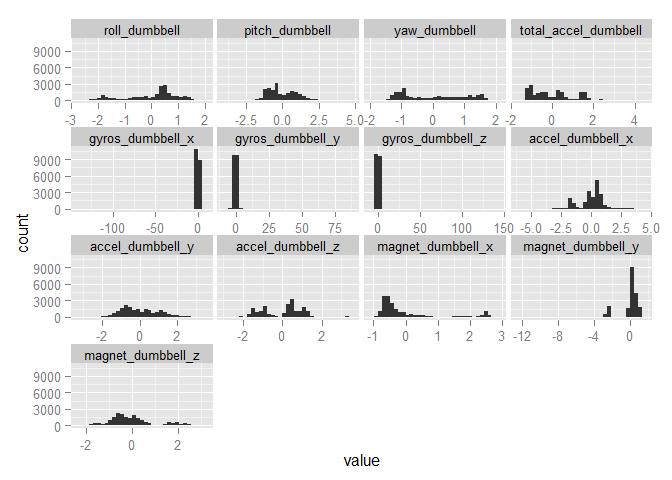 roll_dumbbell pitch_dumbbell yaw_dumbbell total_accel_dumbbell
9000
6000
3000
0
-3 -2 -1 0 1 2 -2.5 0.0 2.5 5.0 -2 -1 0 1 2 -2 0 2 4
gyros_dumbbell_x gyros_dumbbell_y gyros_dumbbell_z accel_dumbbell_x
9000
6000
3000
0
-100 -50 0 0 25 50 75 0 50 100 150 -5.0 -2.5 0.0 2.5 5.0
accel_dumbbell_y accel_dumbbell_z magnet_dumbbell_x magnet_dumbbell_y
9000
6000
3000
0
-2 0 2 -2 0 2 -1 0 1 2 3 -12 -8 -4 0
magnet_dumbbell_z
9000
6000
3000
0
-2 0 2
count
value